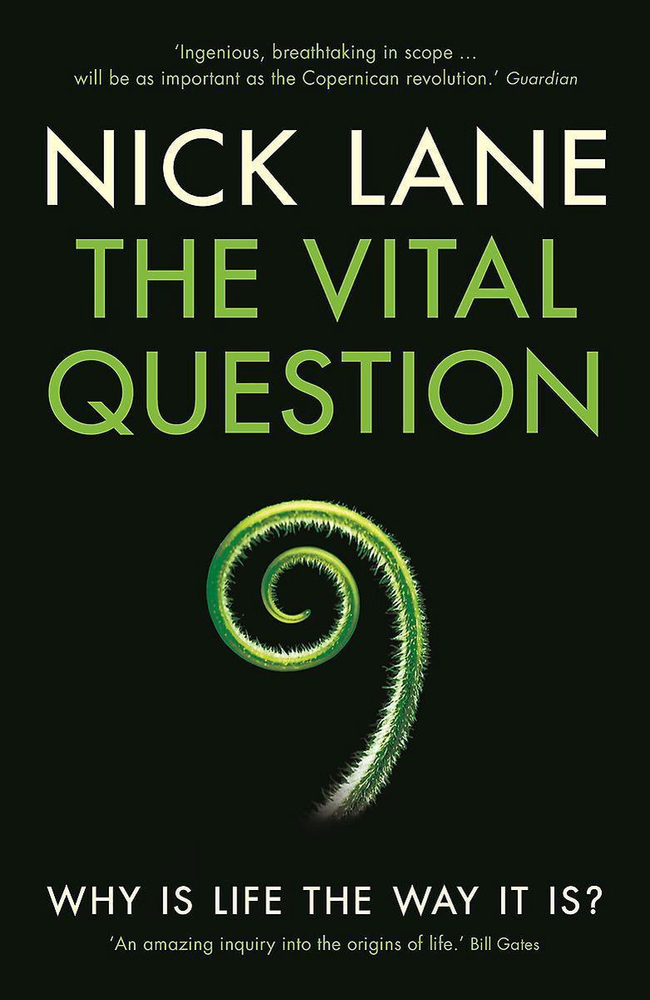 ‘Ingenious, breathtaking in scope ...
will be as important as the Copernican revolution.’ Guardian
NICK LANE
THE VITAL
QUESTION
WHY IS LIFE THE WAY IT IS?
‘An amazing inquiry into the origins of life.’ Bill Gates